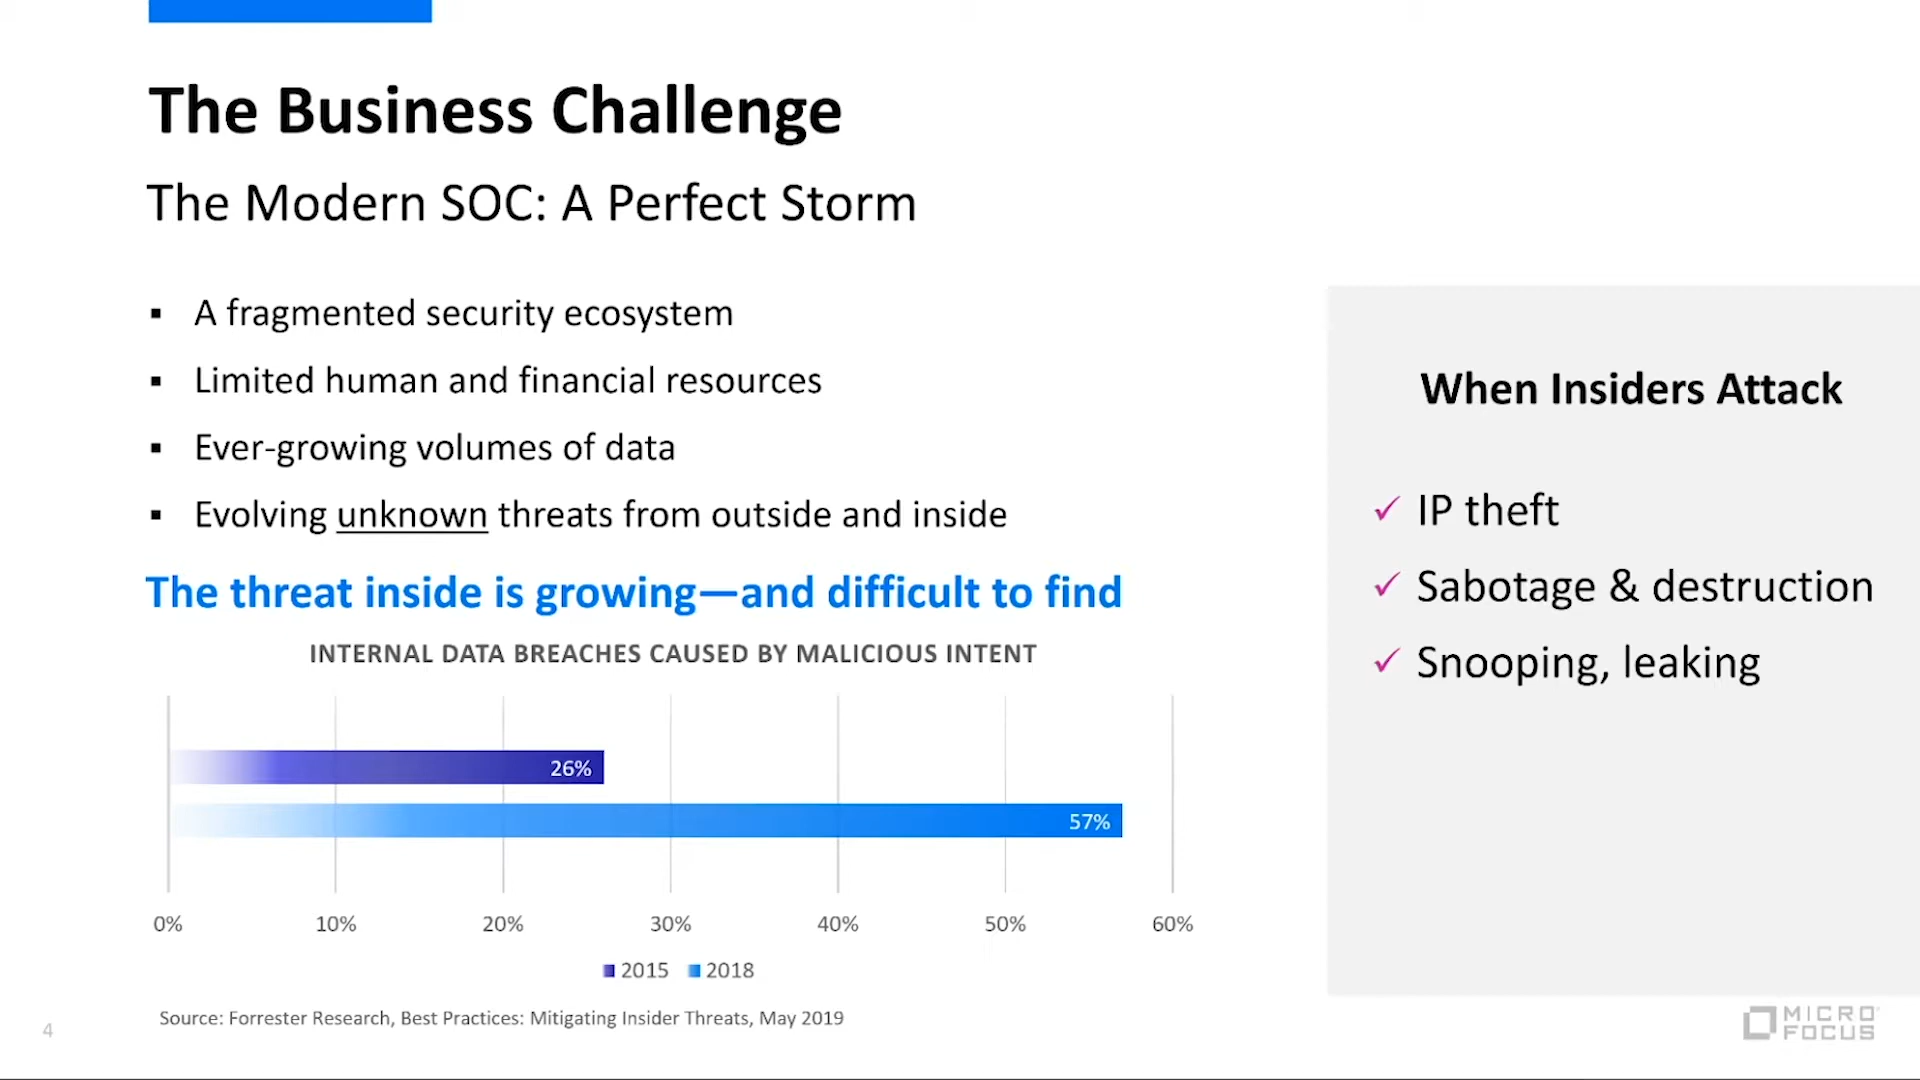 The Business Challenge
The Modern SOC: A Perfect Storm
▪ A fragmented security ecosystem
▪ Limited human and financial resources
▪ Ever-growing volumes of data
▪ Evolving unknown threats from outside and inside
The threat inside is growing—and difficult to find
INTERNAL DATA BREACHES CAUSED BY MALICIOUS INTENT
26%
57%
0% 10% 20% 30% 40% 50% 60%
2015 2018
Source: Forrester Research, Best Practices: Mitigating Insider Threats, May 2019
4
When Insiders Attack
✓ IP theft
✓ Sabotage & destruction
✓ Snooping, leaking
MICRO
FOCUS